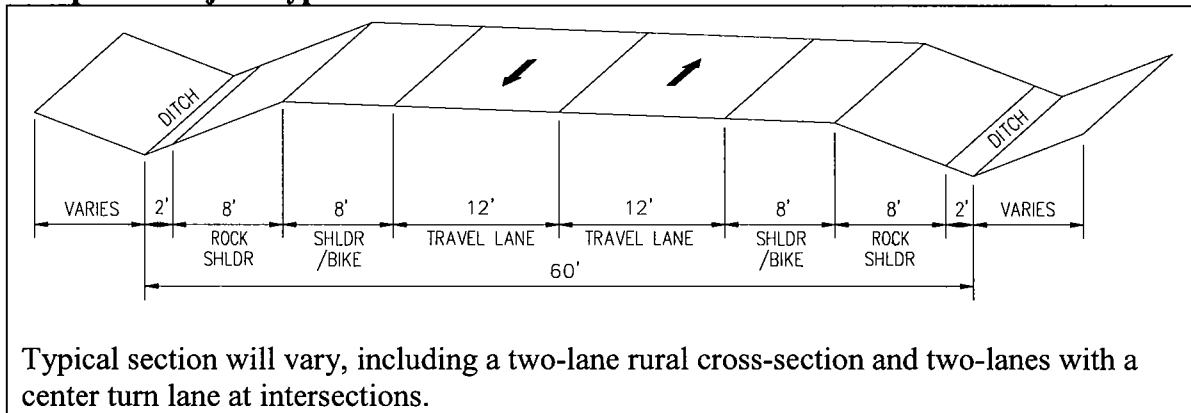 DITCH
DITCH
VARIES 2' 8' 8' 12' 12' 8' 8' 2' VARIES
ROCK SHLDR TRAVEL LANE TRAVEL LANE SHLDR ROCK
SHLDR /BIKE /BIKE SHLDR
60'
Typical section will vary, including a two-lane rural cross-section and two-lanes with a
center turn lane at intersections.